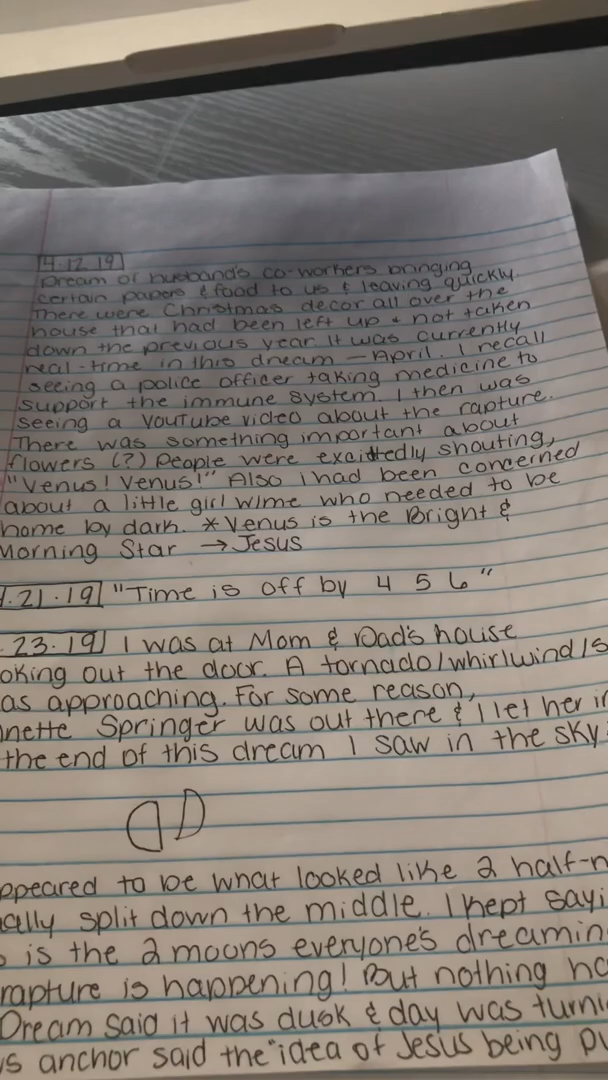 4.12.19
Dream of husband's co-workers bringing
certain papers & food to us & leaving quickly.
There were Christmas decor all over the
house that had been left up & not taken
down the previous year. It was currently
real-time in this dream - April. I recall
seeing a police officer taking medicine to
support the immune system. I then was
seeing a YouTube video about the rapture.
There was something important about
flowers (?) People were excitedly shouting,
"Venus! Venus!" Also I had been concerned
about a little girl w/me who needed to be
home by dark. * Venus is the Bright &
Morning Star → Jesus
.21.19 "Time is off by 4 5 6"
.23.19 I was at Mom & Dad's house
oking out the door. A tornado/whirlwind/s
as approaching. For some reason,
nette Springer was out there & I let her in
the end of this dream I saw in the sky
ppeared to be what looked like 2 half-m
ally split down the middle. I kept sayi
is the 2 moons everyone's dreamin
rapture is happening! But nothing ha
Dream said it was dusk & day was turni
s anchor said the "idea of Jesus being pu